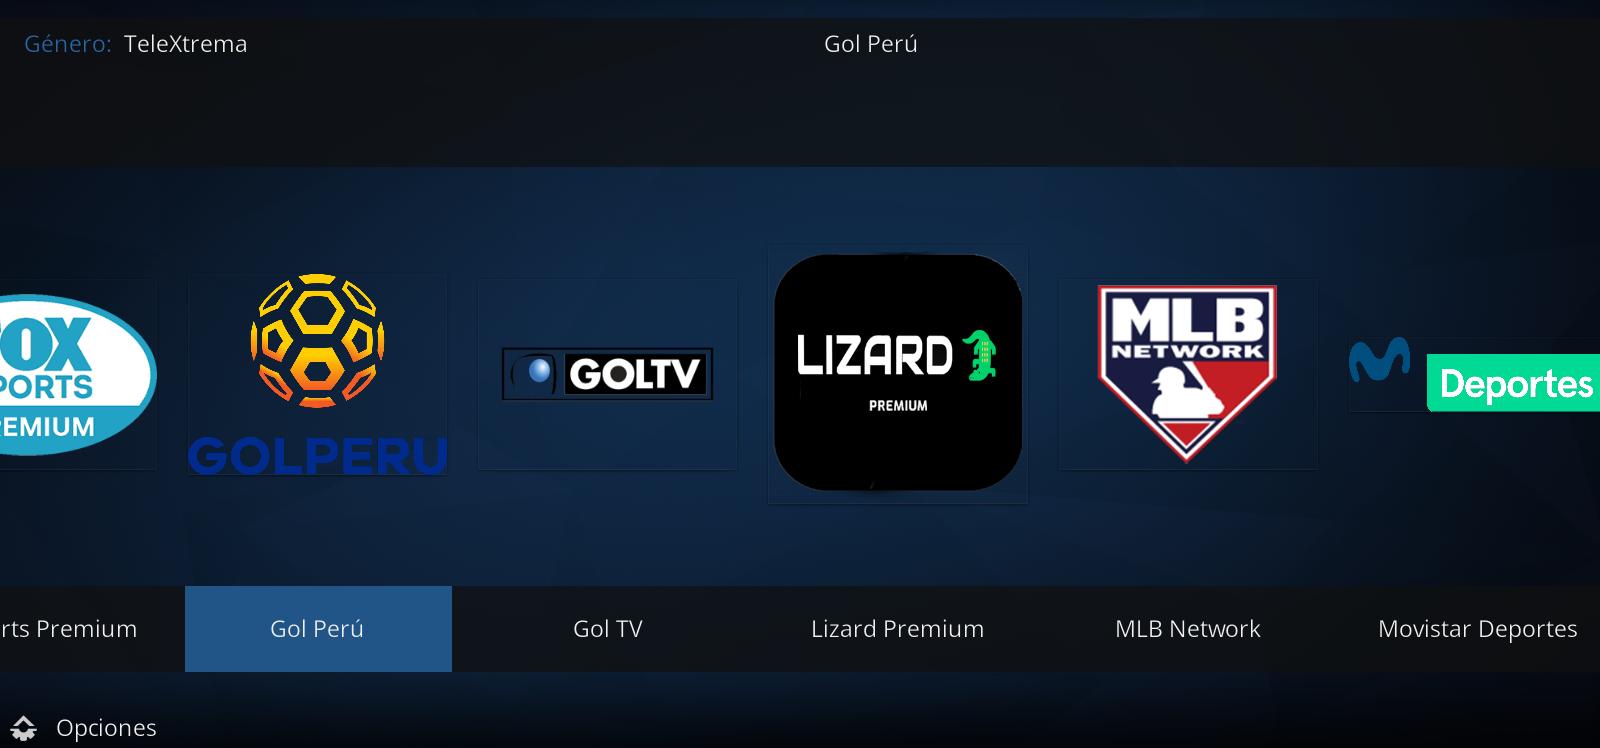 Género: TeleXtrema
Gol Perú
OX
PORTS
EMIUM
GOLPERU
GOLTV
LIZARD
PREMIUM
MLB
NETWORK
Deportes
rts Premium
Gol Perú
Gol TV
Lizard Premium
MLB Network
Movistar Deportes
Opciones